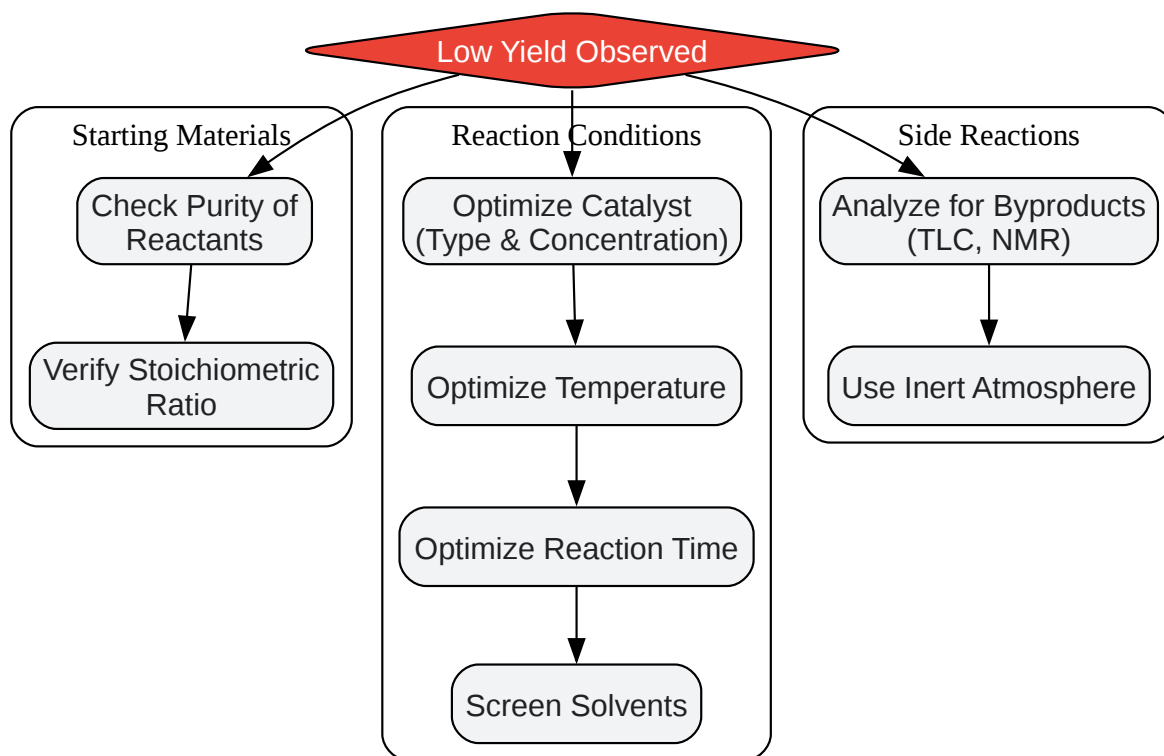 Low Yield Observed
Starting Materials
Check Purity of
Reactants
Verify Stoichiometric
Ratio
Reaction Conditions
Optimize Catalyst
(Type & Concentration)
Optimize Temperature
Optimize Reaction Time
Screen Solvents
Side Reactions
Analyze for Byproducts
(TLC, NMR)
Use Inert Atmosphere